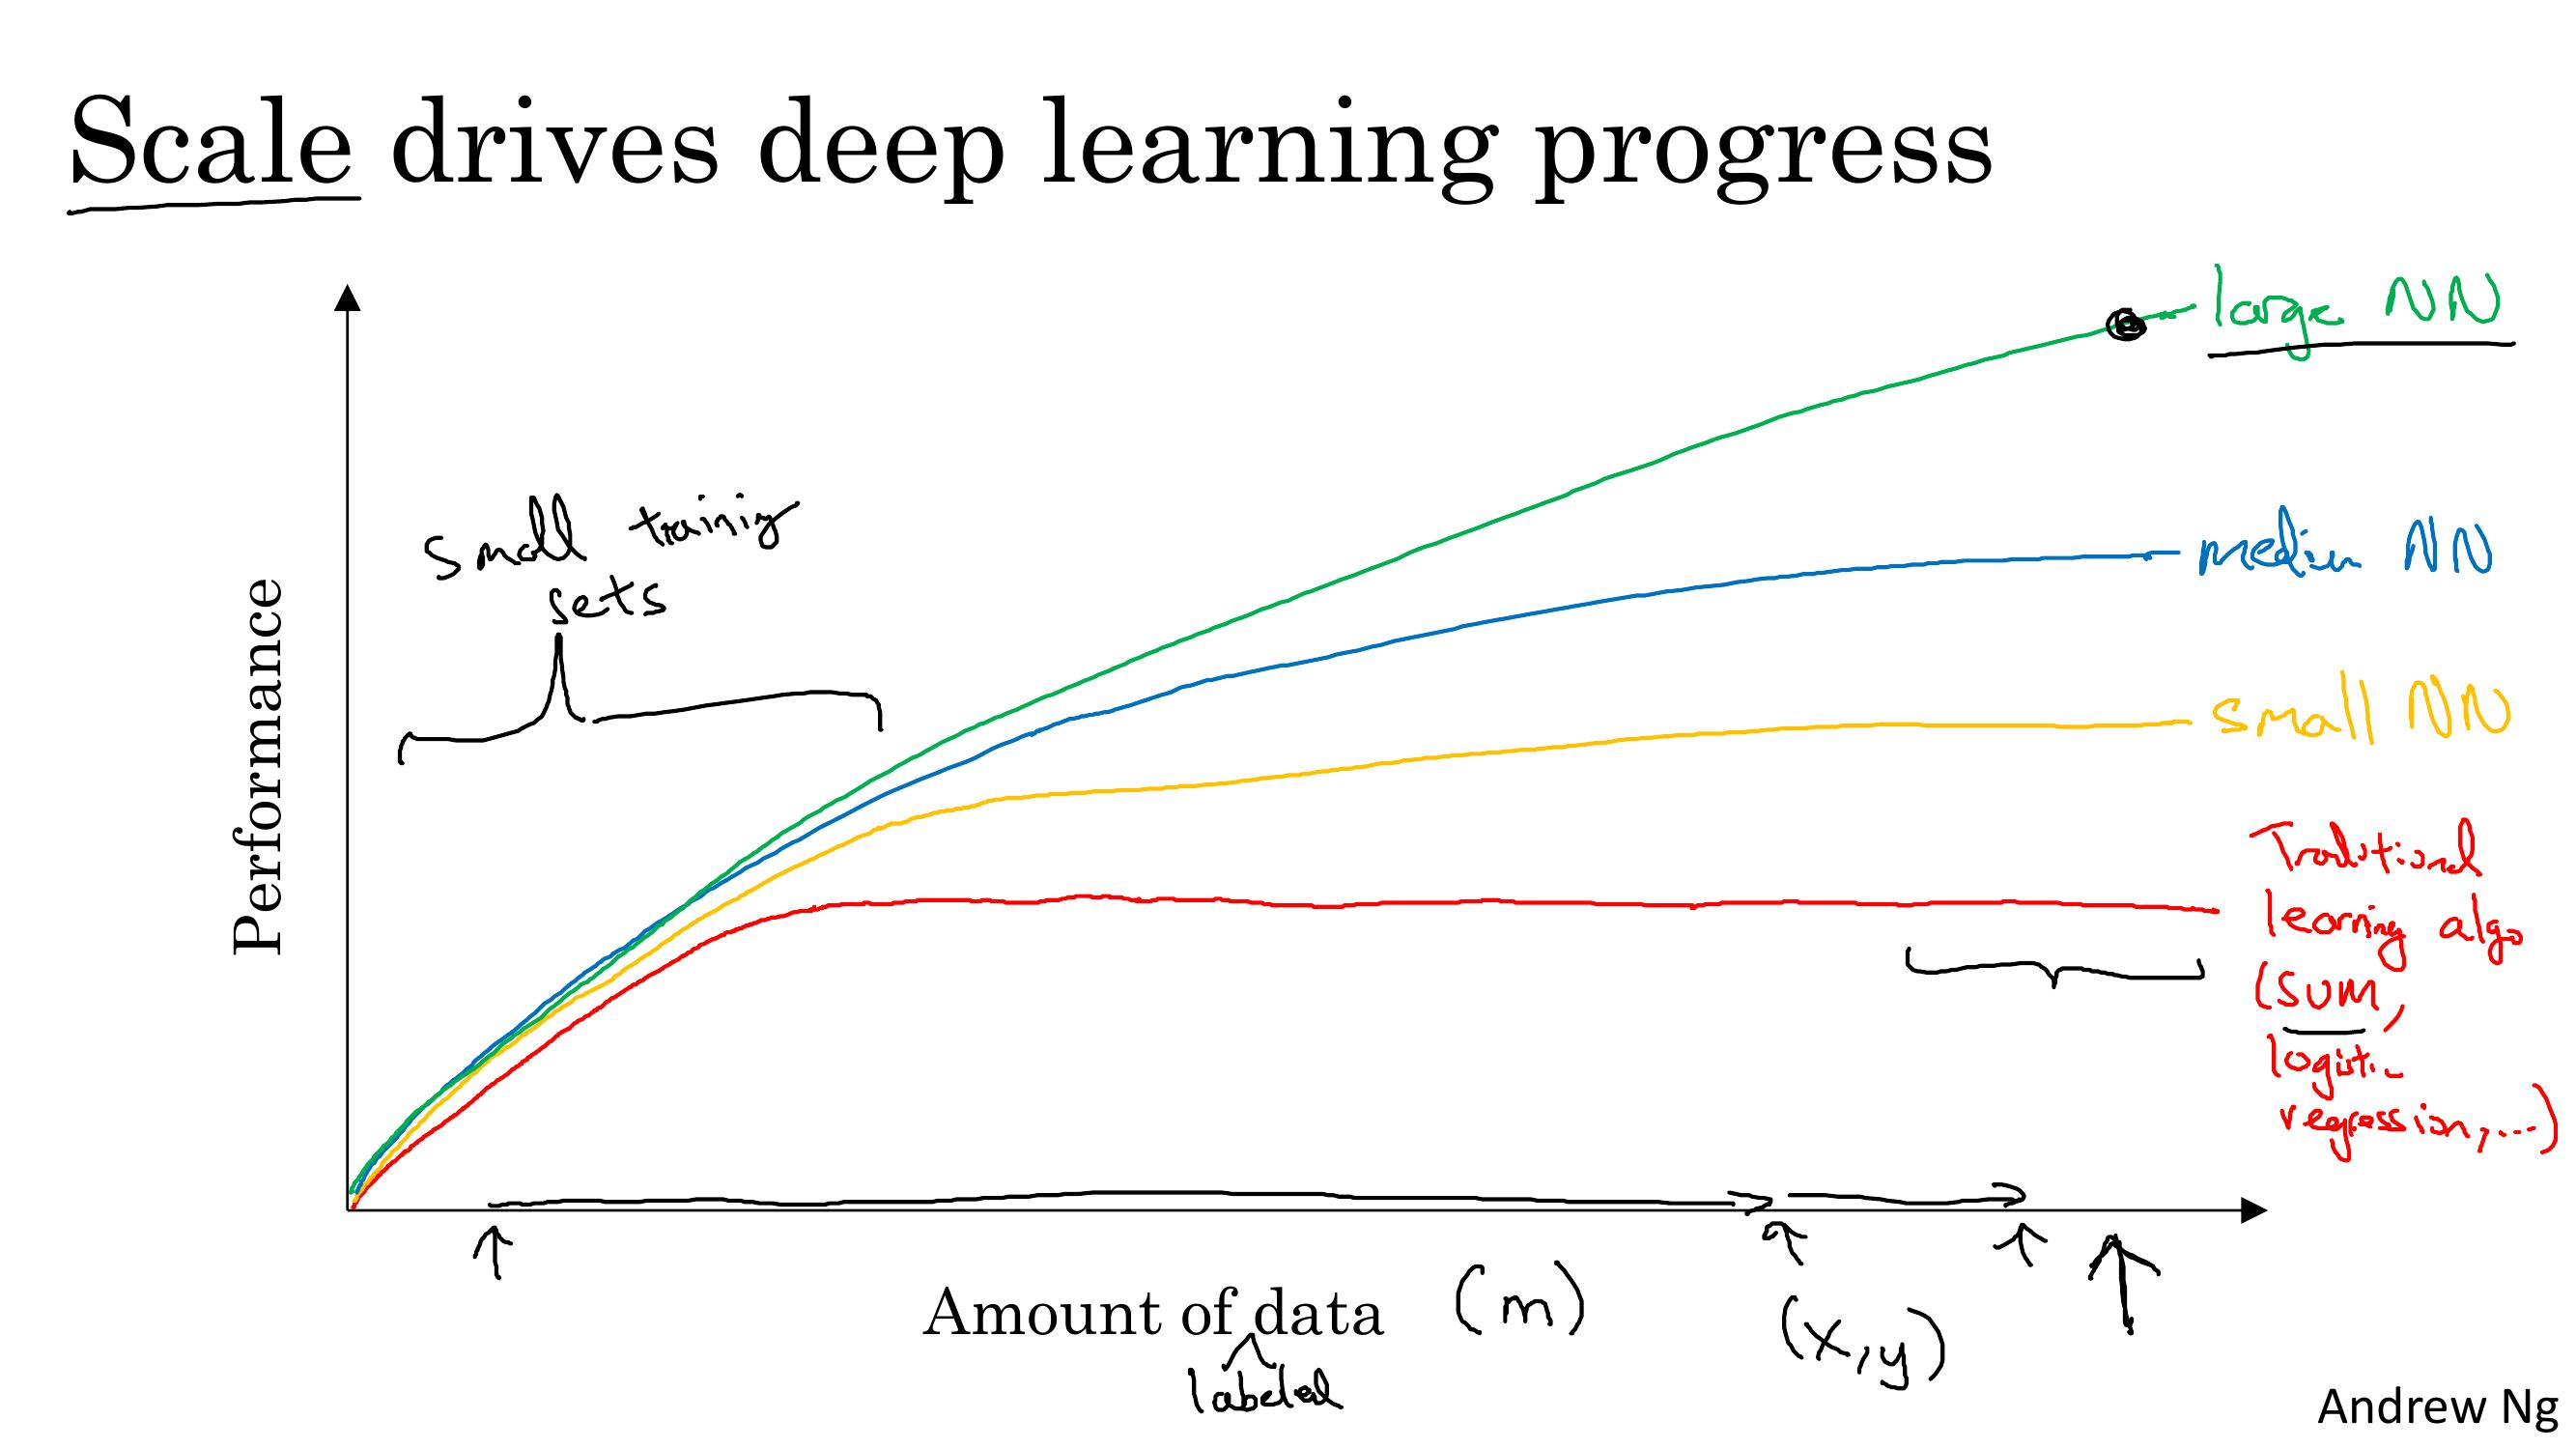 Scale drives deep learning progress
large NN
small training
sets
medium NN
small NN
Performance
Traditional
learning algo
(SVM,
logistic
regression,...)
Amount of data (m)
labeled
(x,y)
Andrew Ng